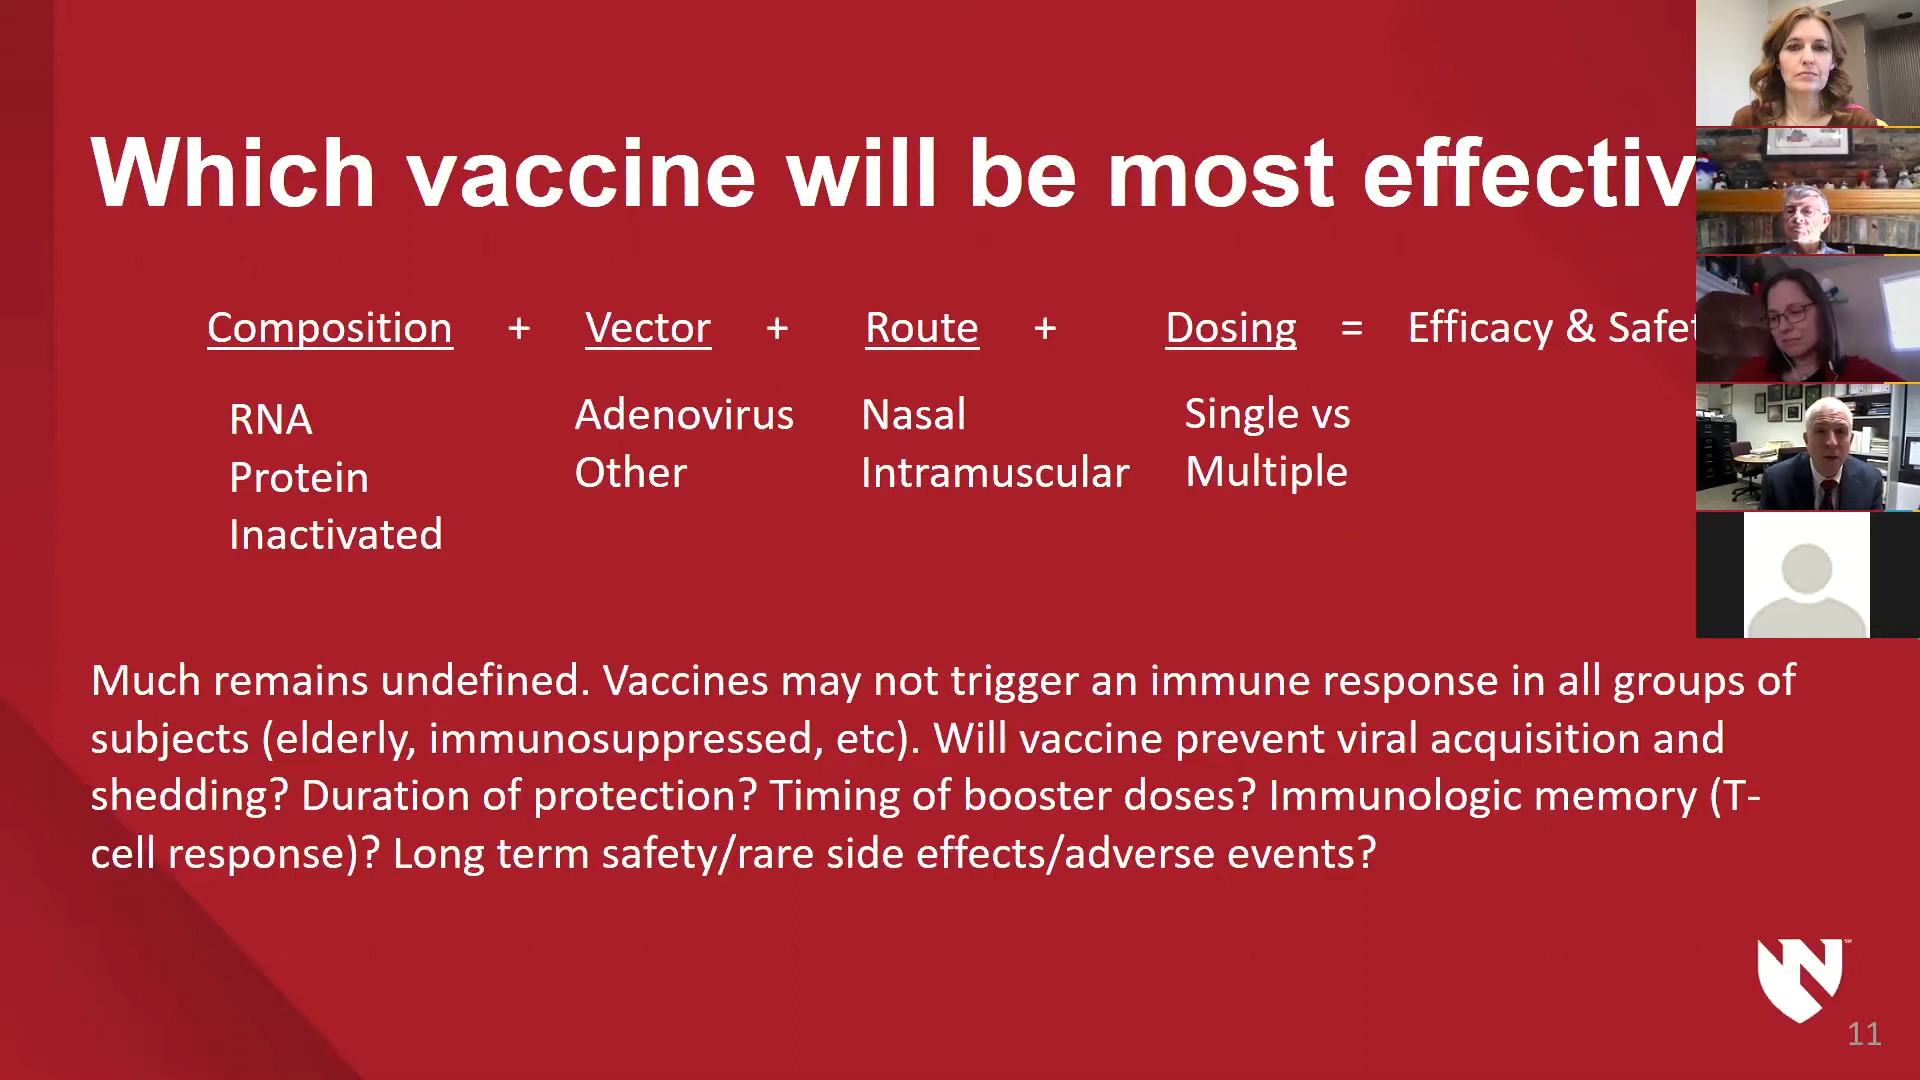 Which vaccine will be most effectiv
Composition + Vector + Route + Dosing = Efficacy & Safet
RNA
Protein
Inactivated
Adenovirus
Other
Nasal
Intramuscular
Single vs
Multiple
Much remains undefined. Vaccines may not trigger an immune response in all groups of
subjects (elderly, immunosuppressed, etc). Will vaccine prevent viral acquisition and
shedding? Duration of protection? Timing of booster doses? Immunologic memory (T-
cell response)? Long term safety/rare side effects/adverse events?
N
11